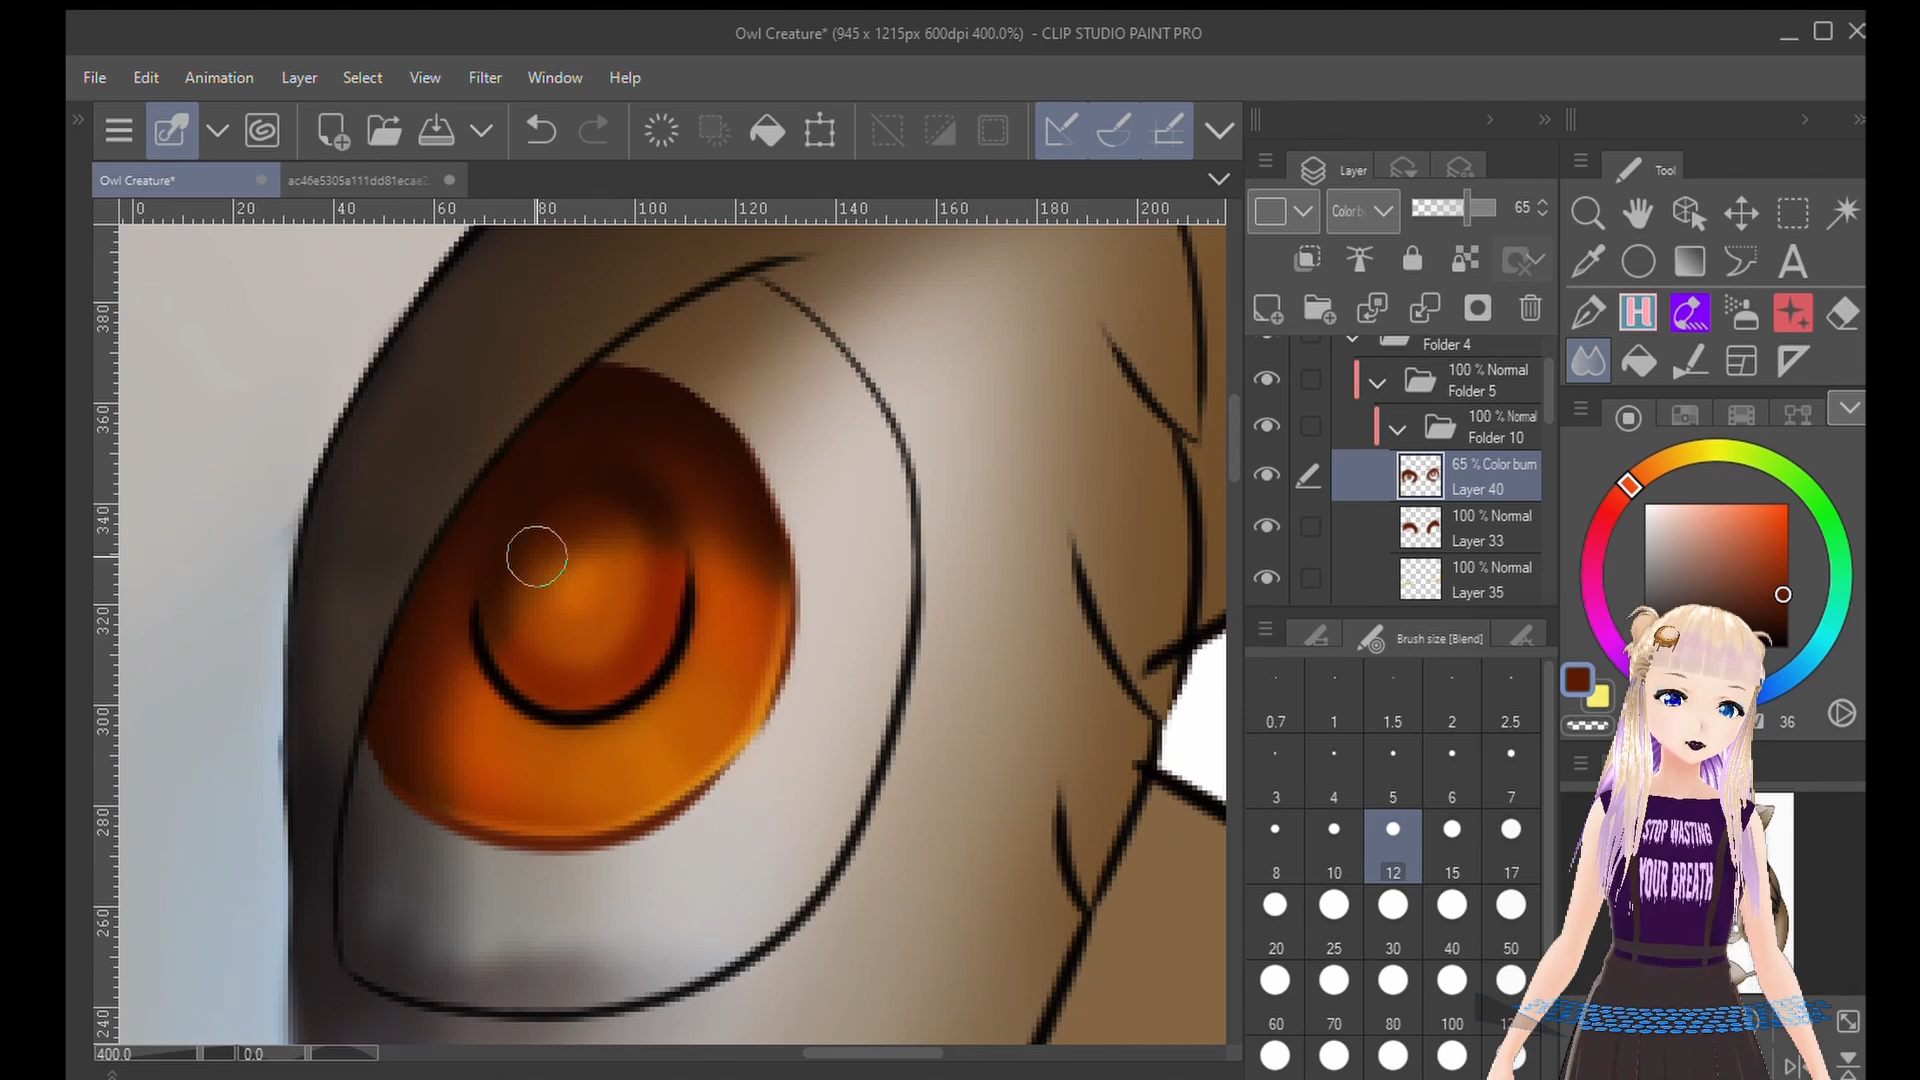 Owl Creature* (945 x 1215px 600dpi 400.0%) - CLIP STUDIO PAINT PRO
File Edit Animation Layer Select View Filter Window Help
Owl Creature*
ac46e5305a111dd81ecae2
0 20 40 60 80 100 120 140 160 180 200
380
360
340
320
300
280
260
240
400.0
0.0
Layer
Color b
65
Folder 4
100 % Normal
Folder 5
100 % Normal
Folder 10
65 % Color burn
Layer 40
100 % Normal
Layer 33
100 % Normal
Layer 35
Brush size [Blend]
0.7 1 1.5 2 2.5
3 4 5 6 7
8 10 12 15 17
20 25 30 40 50
60 70 80 100
Tool
A
H
36
STOP WASTING
YOUR BREATH